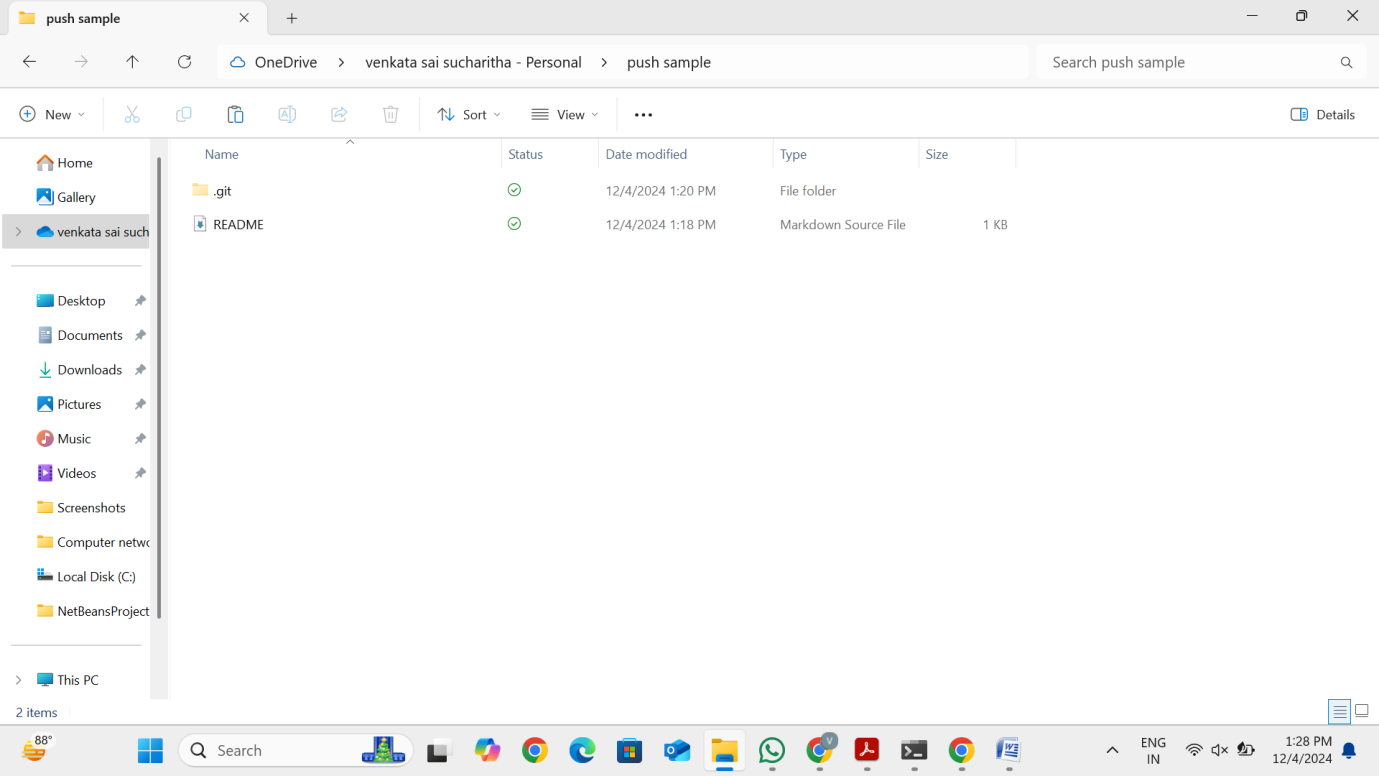 push sample
OneDrive > venkata sai sucharitha - Personal > push sample
Search push sample
New
Sort
View
Details
Name Status Date modified Type Size
.git 12/4/2024 1:20 PM File folder
README 12/4/2024 1:18 PM Markdown Source File 1 KB
Home
Gallery
venkata sai such
Desktop
Documents
Downloads
Pictures
Music
Videos
Screenshots
Computer netwo
Local Disk (C:)
NetBeansProject
This PC
2 items
88°
Search
ENG
IN
1:28 PM
12/4/2024